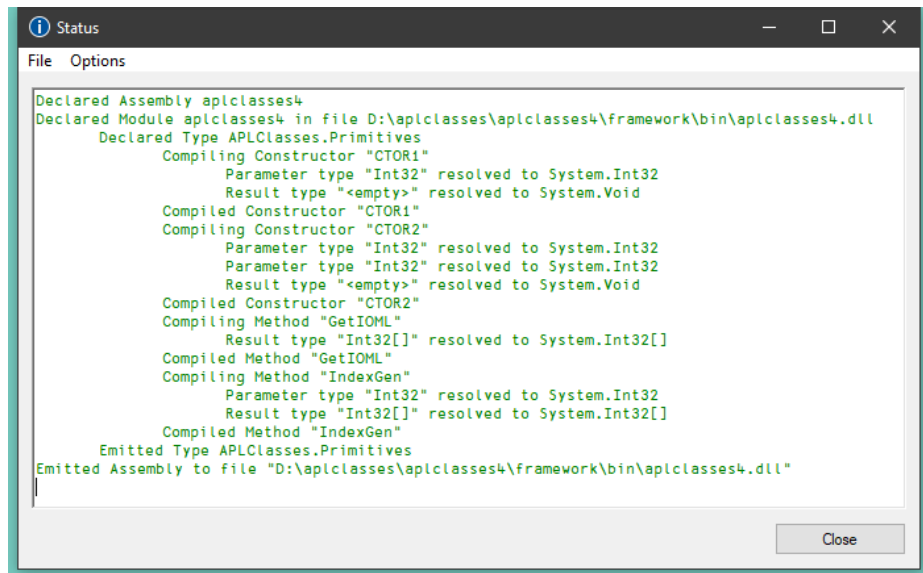 Status
File Options
Declared Assembly aplclasses4
Declared Module aplclasses4 in file D:\aplclasses\aplclasses4\framework\bin\aplclasses4.dll
Declared Type APLClasses.Primitives
Compiling Constructor "CTOR1"
Parameter type "Int32" resolved to System.Int32
Result type "<empty>" resolved to System.Void
Compiled Constructor "CTOR1"
Compiling Constructor "CTOR2"
Parameter type "Int32" resolved to System.Int32
Parameter type "Int32" resolved to System.Int32
Result type "<empty>" resolved to System.Void
Compiled Constructor "CTOR2"
Compiling Method "GetIOML"
Result type "Int32[]" resolved to System.Int32[]
Compiled Method "GetIOML"
Compiling Method "IndexGen"
Parameter type "Int32" resolved to System.Int32
Result type "Int32[]" resolved to System.Int32[]
Compiled Method "IndexGen"
Emitted Type APLClasses.Primitives
Emitted Assembly to file "D:\aplclasses\aplclasses4\framework\bin\aplclasses4.dll"
Close